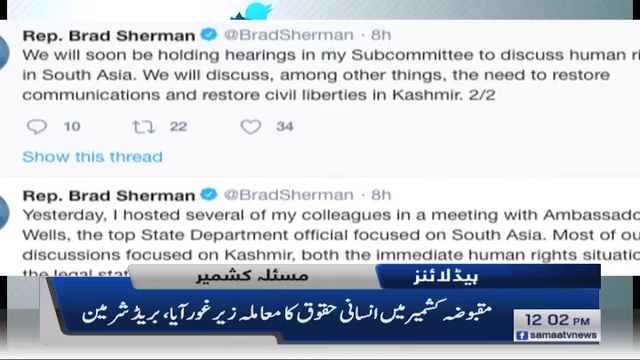 Rep. Brad Sherman @BradSherman · 8h
We will soon be holding hearings in my Subcommittee to discuss human
in South Asia. We will discuss, among other things, the need to restore
communications and restore civil liberties in Kashmir. 2/2
10 22 34
Show this thread
Rep. Brad Sherman @BradSherman · 8h
Yesterday, I hosted several of my colleagues in a meeting with
Wells, the top State Department official focused on South Asia. Most of
discussions focused on Kashmir, both the immediate human rights
the legal
ہیڈلائنز
مسئلہ کشمیر
مقبوضہ کشمیر میں انسانی حقوق کا معاملہ زیر غور آیا، بریڈ شرمین
12 02 PM
samaatvnews